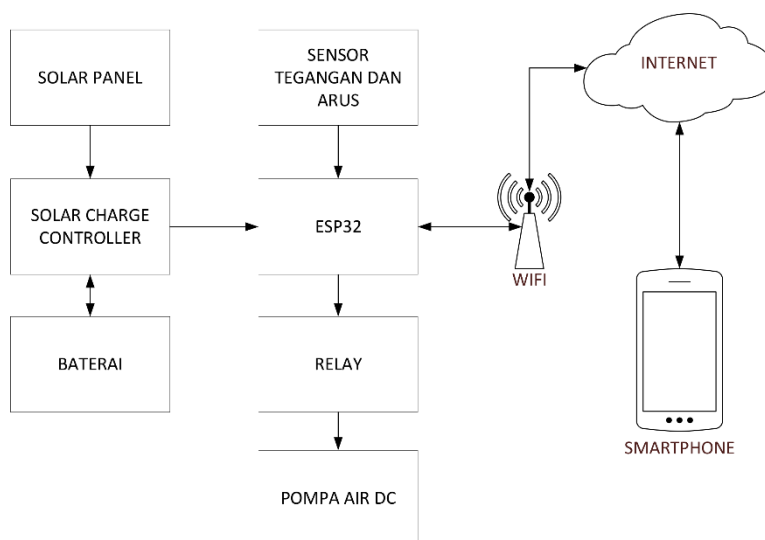 SOLAR PANEL
SENSOR
TEGANGAN DAN
ARUS
INTERNET
SOLAR CHARGE
CONTROLLER
ESP32
WIFI
BATERAI
RELAY
SMARTPHONE
POMPA AIR DC